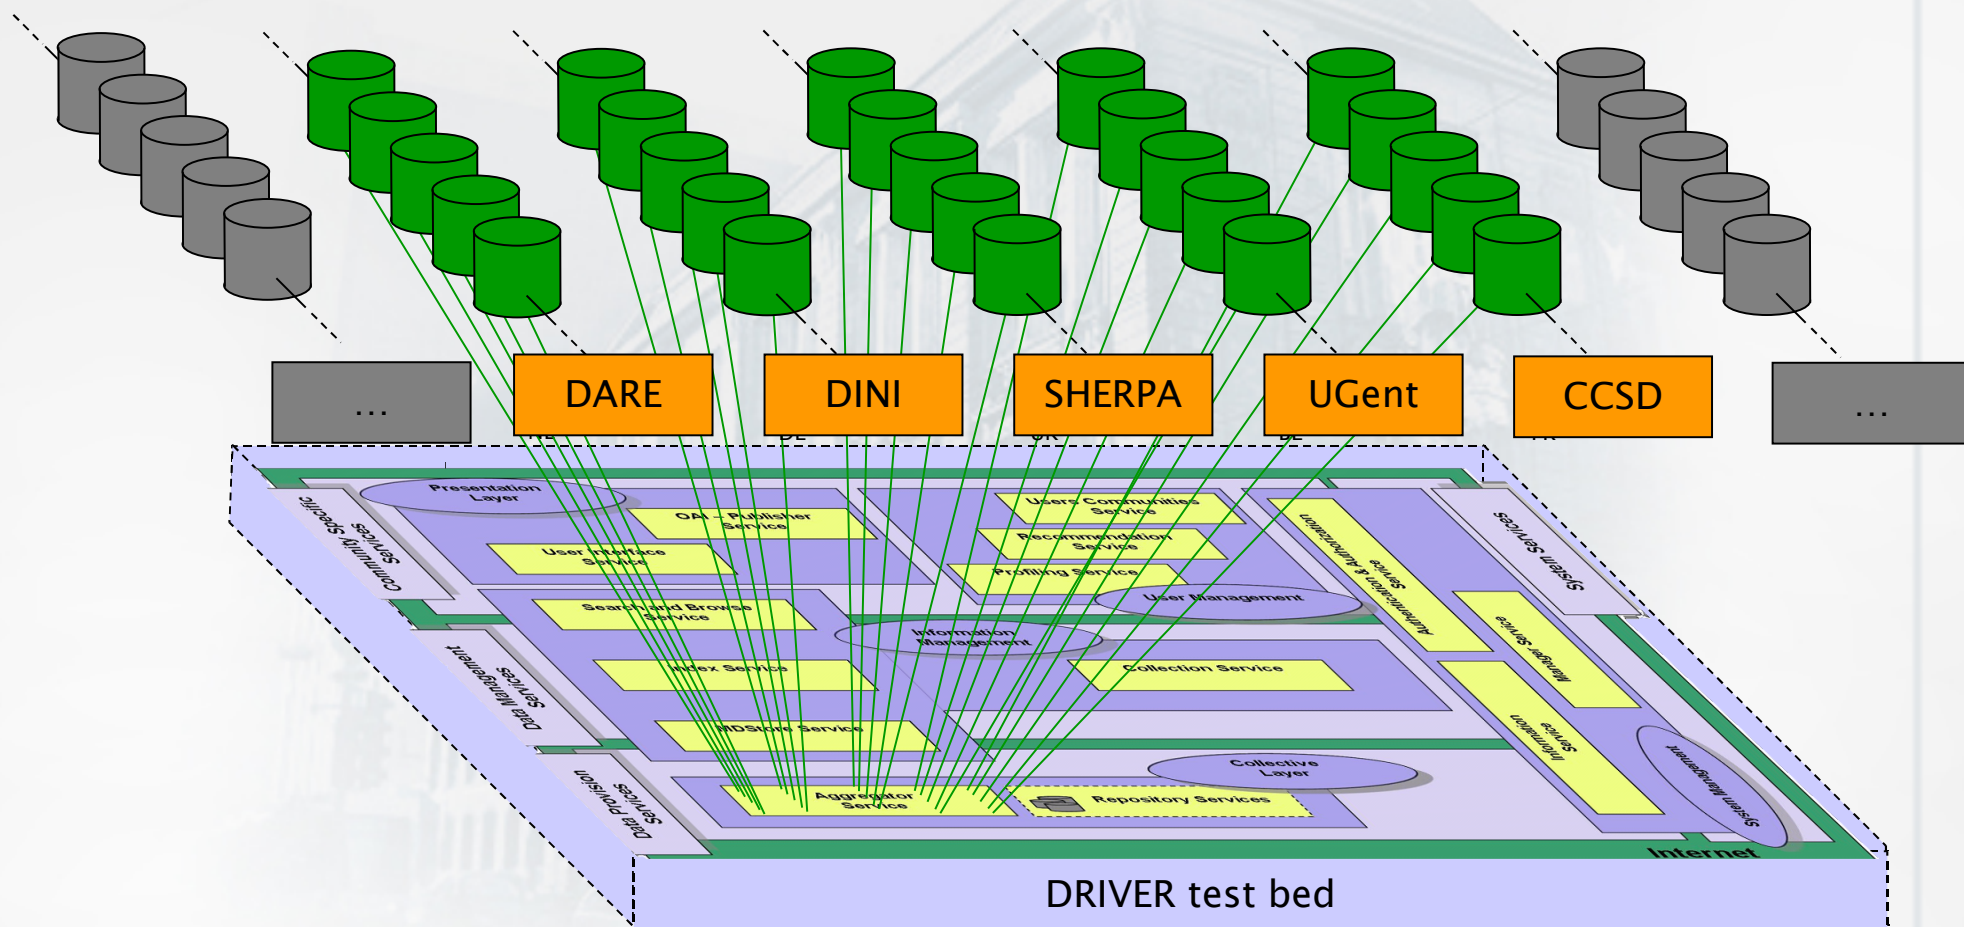 ...
DARE
DINI
SHERPA
UGent
CCSD
...
Presentation
Layer
OAI – Publisher
Service
User Interface
Service
Users Communities
Service
Recommendation
Service
Profiling Service
User Management
Authentication & Authorization
Service
Manager Service
Information
Service
System Services
System Management
Community Specific
Services
Search and Browse
Service
Information
Management
Index Service
Collection Service
MDStore Service
Data Management
Services
Collective
Layer
Aggregator
Service
Repository Services
Data Provision
Services
Internet
DRIVER test bed